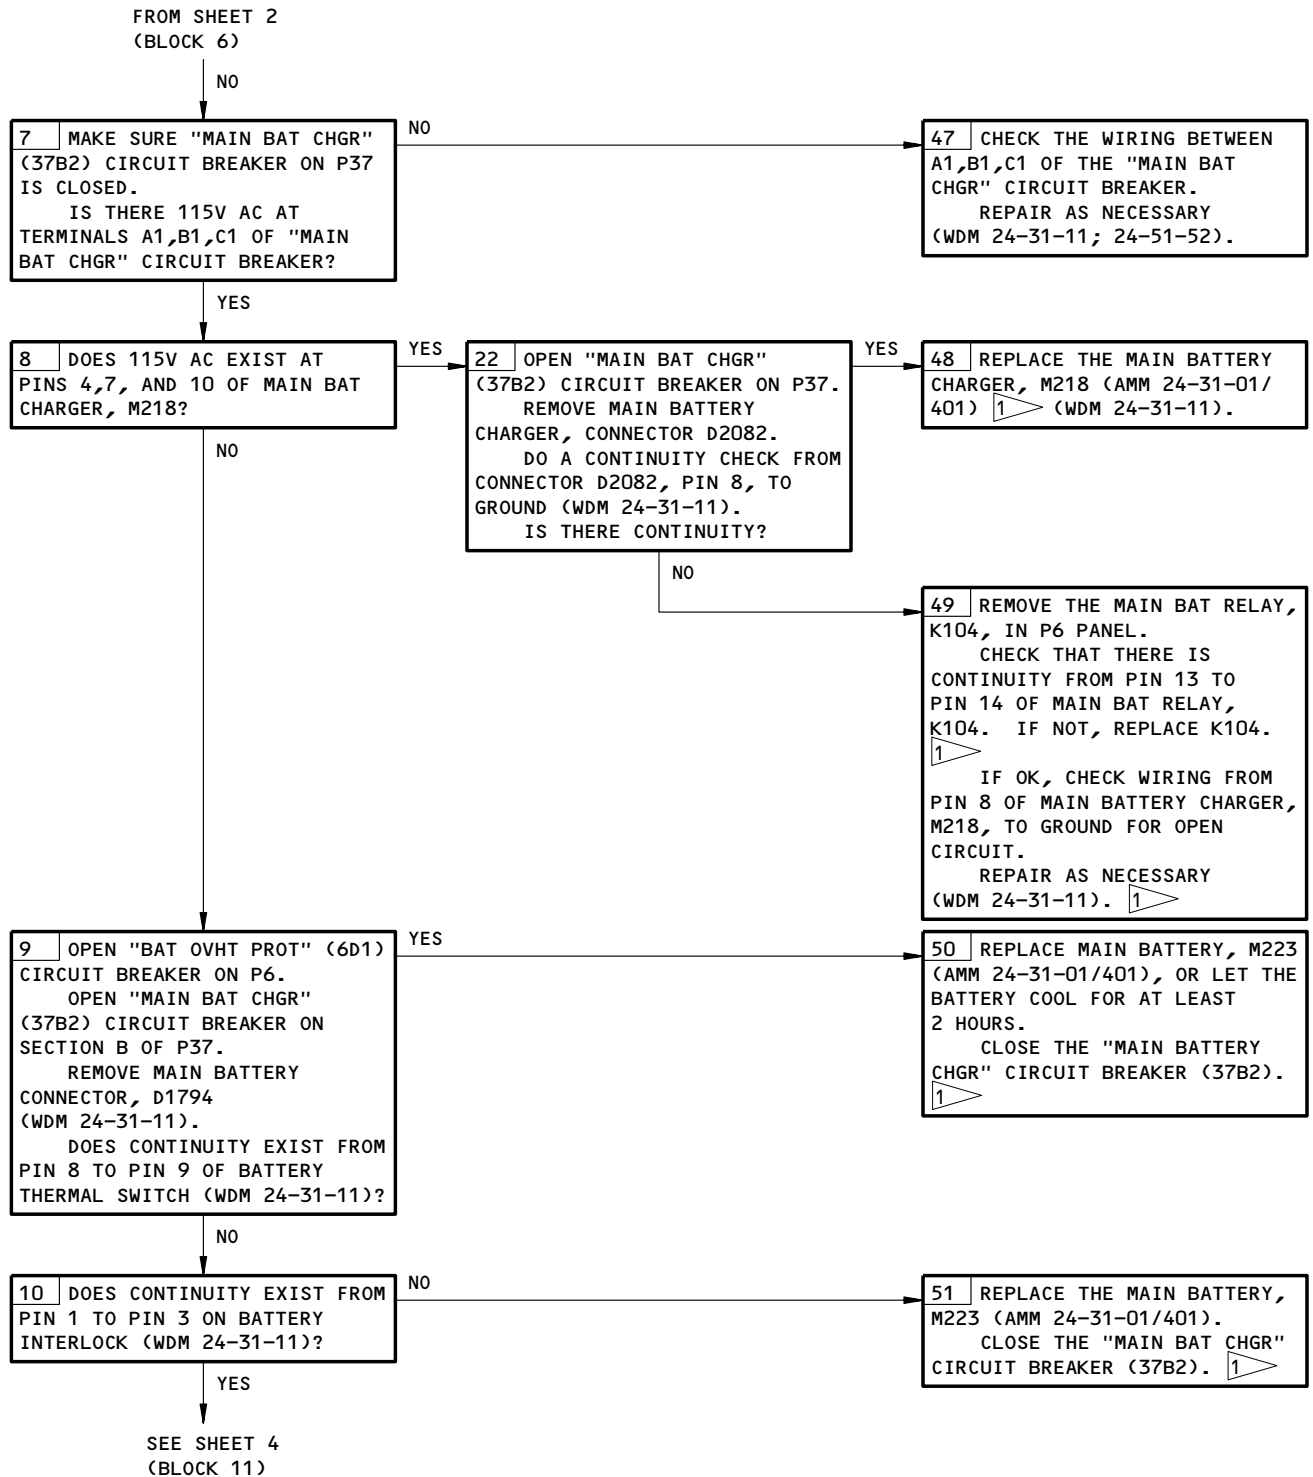 FROM SHEET 2
(BLOCK 6)
NO
7 MAKE SURE "MAIN BAT CHGR"
(37B2) CIRCUIT BREAKER ON P37
IS CLOSED.
IS THERE 115V AC AT
TERMINALS A1,B1,C1 OF "MAIN
BAT CHGR" CIRCUIT BREAKER?
NO
47 CHECK THE WIRING BETWEEN
A1,B1,C1 OF THE "MAIN BAT
CHGR" CIRCUIT BREAKER.
REPAIR AS NECESSARY
(WDM 24-31-11; 24-51-52).
YES
8 DOES 115V AC EXIST AT
PINS 4,7, AND 10 OF MAIN BAT
CHARGER, M218?
YES
22 OPEN "MAIN BAT CHGR"
(37B2) CIRCUIT BREAKER ON P37.
REMOVE MAIN BATTERY
CHARGER, CONNECTOR D2082.
DO A CONTINUITY CHECK FROM
CONNECTOR D2082, PIN 8, TO
GROUND (WDM 24-31-11).
IS THERE CONTINUITY?
YES
48 REPLACE THE MAIN BATTERY
CHARGER, M218 (AMM 24-31-01/
401) 1 (WDM 24-31-11).
NO
NO
49 REMOVE THE MAIN BAT RELAY,
K104, IN P6 PANEL.
CHECK THAT THERE IS
CONTINUITY FROM PIN 13 TO
PIN 14 OF MAIN BAT RELAY,
K104. IF NOT, REPLACE K104.
1
IF OK, CHECK WIRING FROM
PIN 8 OF MAIN BATTERY CHARGER,
M218, TO GROUND FOR OPEN
CIRCUIT.
REPAIR AS NECESSARY
(WDM 24-31-11). 1
9 OPEN "BAT OVHT PROT" (6D1)
CIRCUIT BREAKER ON P6.
OPEN "MAIN BAT CHGR"
(37B2) CIRCUIT BREAKER ON
SECTION B OF P37.
REMOVE MAIN BATTERY
CONNECTOR, D1794
(WDM 24-31-11).
DOES CONTINUITY EXIST FROM
PIN 8 TO PIN 9 OF BATTERY
THERMAL SWITCH (WDM 24-31-11)?
YES
50 REPLACE MAIN BATTERY, M223
(AMM 24-31-01/401), OR LET THE
BATTERY COOL FOR AT LEAST
2 HOURS.
CLOSE THE "MAIN BATTERY
CHGR" CIRCUIT BREAKER (37B2).
1
NO
10 DOES CONTINUITY EXIST FROM
PIN 1 TO PIN 3 ON BATTERY
INTERLOCK (WDM 24-31-11)?
NO
51 REPLACE THE MAIN BATTERY,
M223 (AMM 24-31-01/401).
CLOSE THE "MAIN BAT CHGR"
CIRCUIT BREAKER (37B2). 1
YES
SEE SHEET 4
(BLOCK 11)